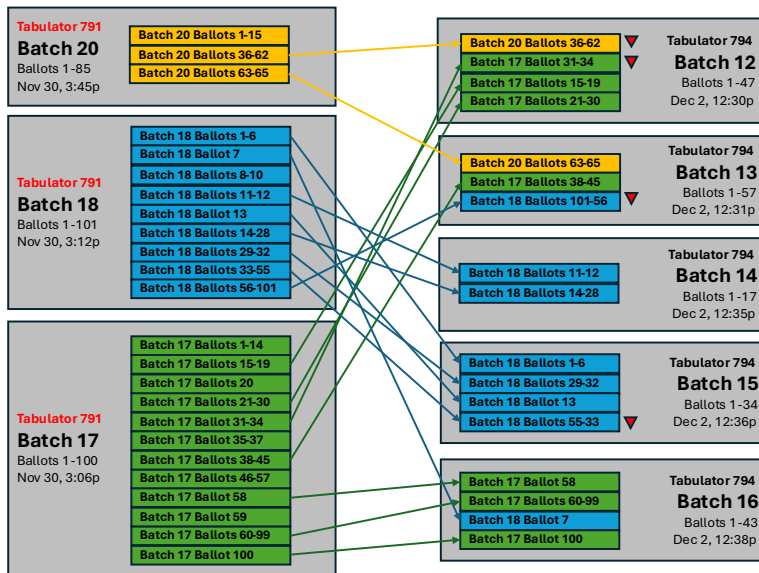 Tabulator 791
Batch 20
Ballots 1-85
Nov 30, 3:45p
Batch 20 Ballots 1-15
Batch 20 Ballots 36-62
Batch 20 Ballots 63-65
Tabulator 791
Batch 18
Ballots 1-101
Nov 30, 3:12p
Batch 18 Ballots 1-6
Batch 18 Ballot 7
Batch 18 Ballots 8-10
Batch 18 Ballots 11-12
Batch 18 Ballot 13
Batch 18 Ballots 14-28
Batch 18 Ballots 29-32
Batch 18 Ballots 33-55
Batch 18 Ballots 56-101
Tabulator 791
Batch 17
Ballots 1-100
Nov 30, 3:06p
Batch 17 Ballots 1-14
Batch 17 Ballots 15-19
Batch 17 Ballots 20
Batch 17 Ballots 21-30
Batch 17 Ballot 31-34
Batch 17 Ballot 35-37
Batch 17 Ballots 38-45
Batch 17 Ballots 46-57
Batch 17 Ballot 58
Batch 17 Ballot 59
Batch 17 Ballots 60-99
Batch 17 Ballot 100
Batch 20 Ballots 36-62
Batch 17 Ballot 31-34
Batch 17 Ballots 15-19
Batch 17 Ballots 21-30
Tabulator 794
Batch 12
Ballots 1-47
Dec 2, 12:30p
Batch 20 Ballots 63-65
Batch 17 Ballot 38-45
Batch 18 Ballots 101-56
Tabulator 794
Batch 13
Ballots 1-57
Dec 2, 12:31p
Batch 18 Ballots 11-12
Batch 18 Ballots 14-28
Tabulator 794
Batch 14
Ballots 1-17
Dec 2, 12:35p
Batch 18 Ballots 1-6
Batch 18 Ballots 29-32
Batch 18 Ballot 13
Batch 18 Ballots 55-33
Tabulator 794
Batch 15
Ballots 1-34
Dec 2, 12:36p
Batch 17 Ballot 58
Batch 17 Ballots 60-99
Batch 18 Ballot 7
Batch 17 Ballot 100
Tabulator 794
Batch 16
Ballots 1-43
Dec 2, 12:38p